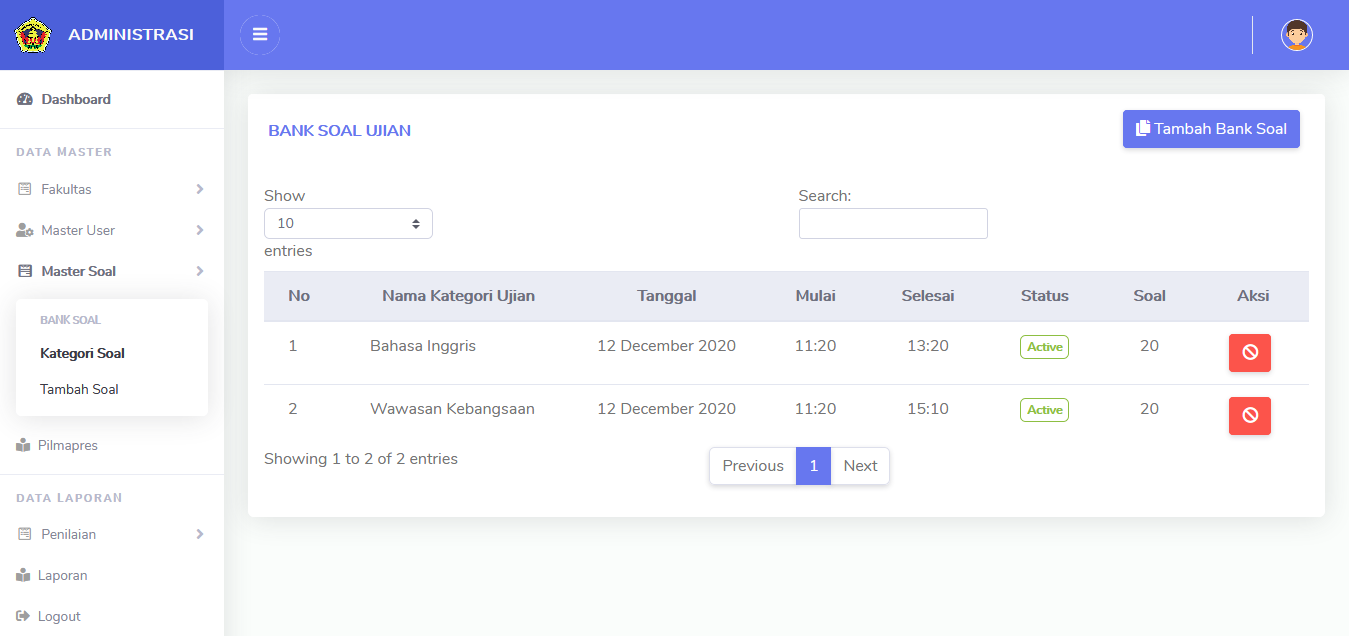 ADMINISTRASI
Dashboard
DATA MASTER
Fakultas
Master User
Master Soal
BANK SOAL
Kategori Soal
Tambah Soal
Pilmapres
DATA LAPORAN
Penilaian
Laporan
Logout
BANK SOAL UJIAN
Tambah Bank Soal
Show
10
entries
Search:
No Nama Kategori Ujian Tanggal Mulai Selesai Status Soal Aksi
1 Bahasa Inggris 12 December 2020 11:20 13:20 Active 20
2 Wawasan Kebangsaan 12 December 2020 11:20 15:10 Active 20
Showing 1 to 2 of 2 entries
Previous 1 Next